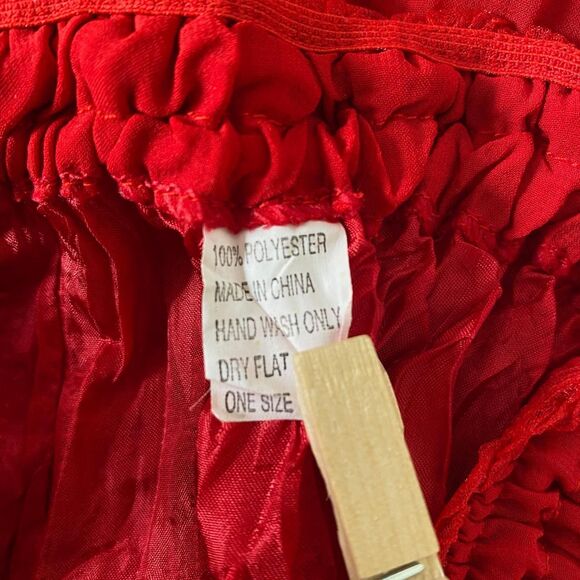 100% POLYESTER
MADE IN CHINA
HAND WASH ONLY
DRY FLAT
ONE SIZE